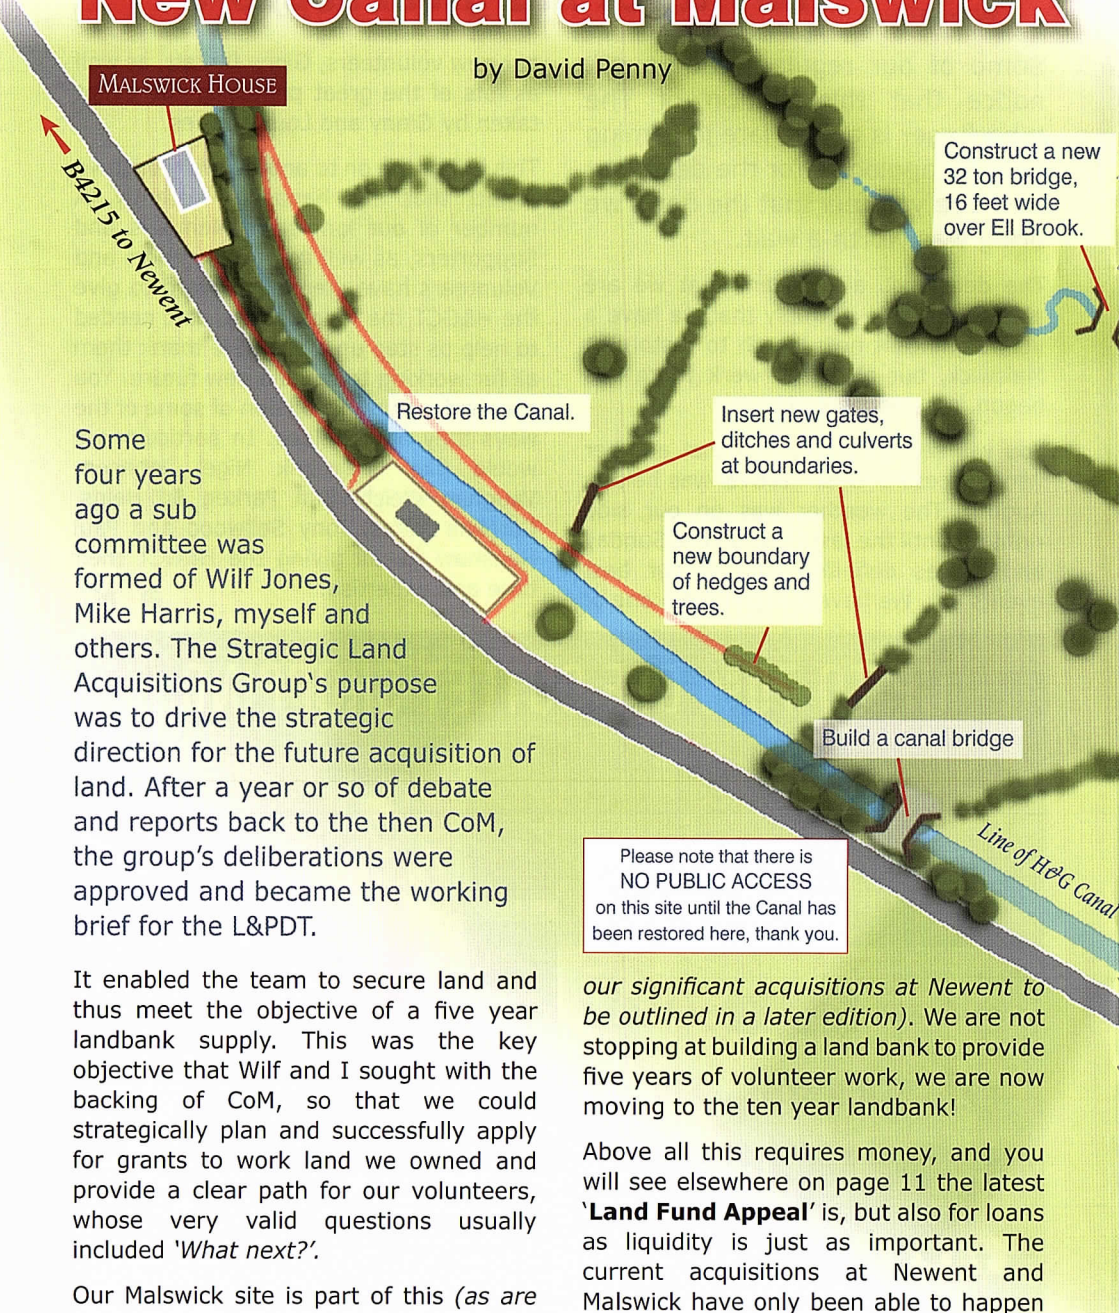 New Canal at Malswick
by David Penny
MALSWICK HOUSE
B4215 to Newent
Construct a new
32 ton bridge,
16 feet wide
over Ell Brook.
Restore the Canal.
Insert new gates,
ditches and culverts
at boundaries.
Construct a
new boundary
of hedges and
trees.
Build a canal bridge
Line of H&G Canal
Please note that there is
NO PUBLIC ACCESS
on this site until the Canal has
been restored here, thank you.
Some
four years
ago a sub
committee was
formed of Wilf Jones,
Mike Harris, myself and
others. The Strategic Land
Acquisitions Group's purpose
was to drive the strategic
direction for the future acquisition of
land. After a year or so of debate
and reports back to the then CoM,
the group's deliberations were
approved and became the working
brief for the L&PDT.
It enabled the team to secure land and
thus meet the objective of a five year
landbank supply. This was the key
objective that Wilf and I sought with the
backing of CoM, so that we could
strategically plan and successfully apply
for grants to work land we owned and
provide a clear path for our volunteers,
whose very valid questions usually
included 'What next?'.
Our Malswick site is part of this (as are
our significant acquisitions at Newent to
be outlined in a later edition). We are not
stopping at building a land bank to provide
five years of volunteer work, we are now
moving to the ten year landbank!
Above all this requires money, and you
will see elsewhere on page 11 the latest
'Land Fund Appeal' is, but also for loans
as liquidity is just as important. The
current acquisitions at Newent and
Malswick have only been able to happen